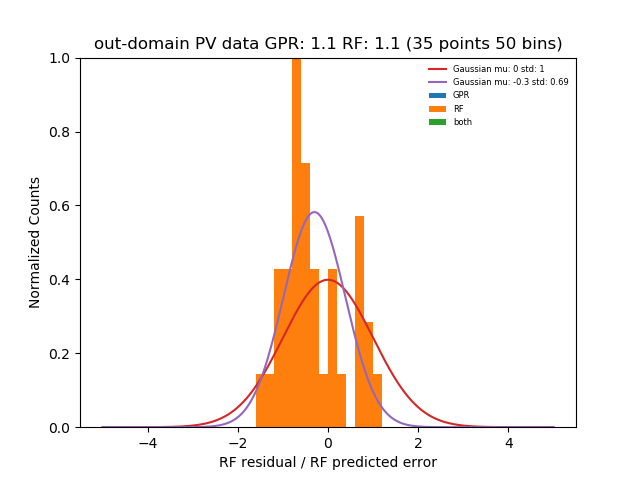 out-domain PV data GPR: 1.1 RF: 1.1 (35 points 50 bins)
Gaussian mu: 0 std: 1
Gaussian mu: -0.3 std: 0.69
GPR
RF
both
1.0
0.8
0.6
0.4
0.2
0.0
Normalized Counts
−4 −2 0 2 4
RF residual / RF predicted error